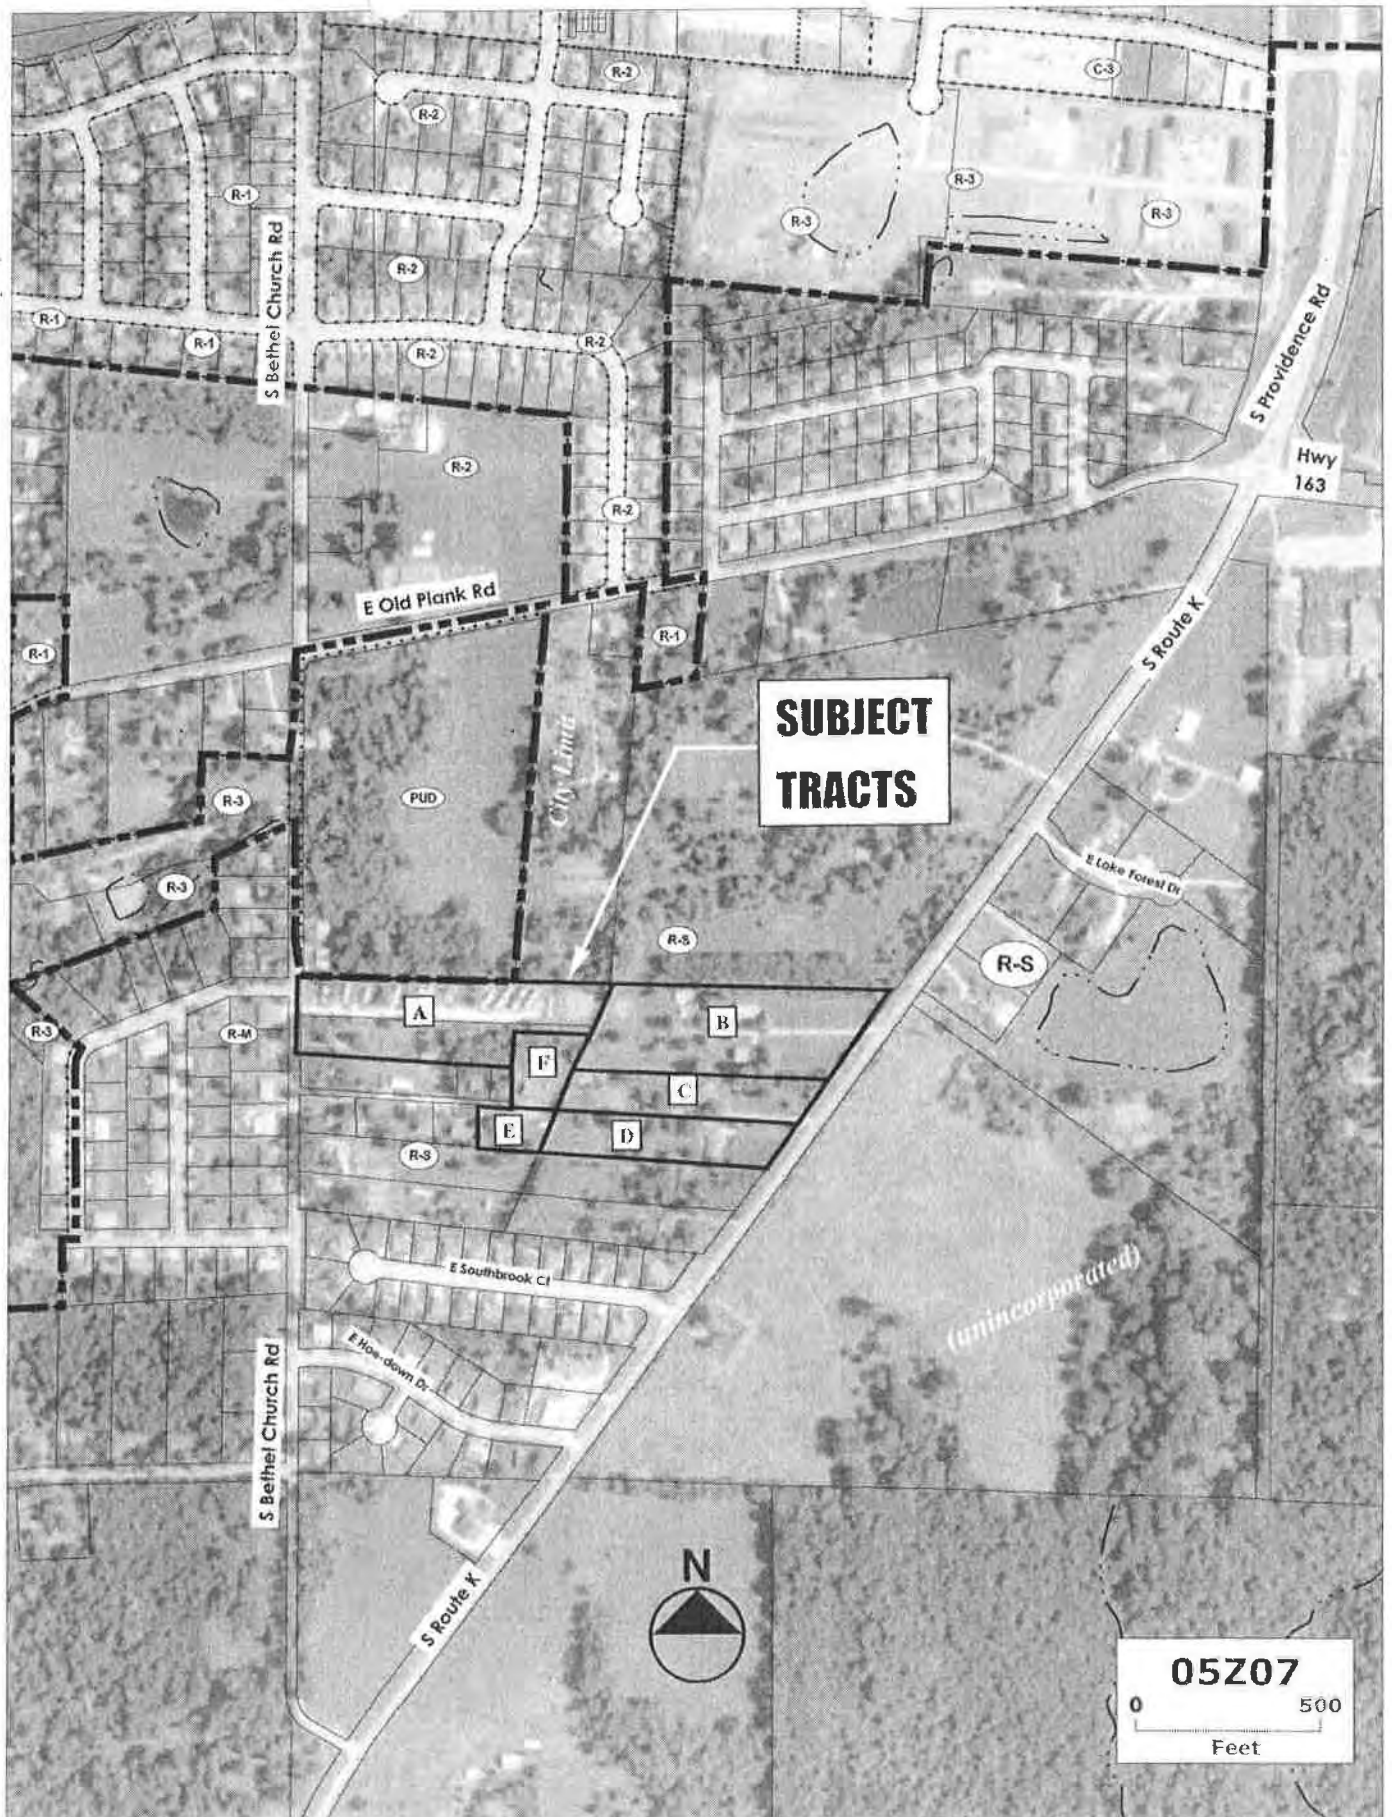 R-2
C-3
R-2
R-1
R-3
R-3
R-3
S Bethel Church Rd
R-2
R-1
R-1
R-2
R-2
S Providence Rd
Hwy
163
R-2
R-2
E Old Plank Rd
R-1
R-1
S Route K
SUBJECT
TRACTS
PUD
R-3
R-3
E Lake Forest Dr
R-S
R-S
A
B
R-3
R-M
F
C
E
D
R-S
E Southbrook Ct
(unincorporated)
E Hoe-down Dr
S Bethel Church Rd
N
S Route K
05Z07
0 500
Feet